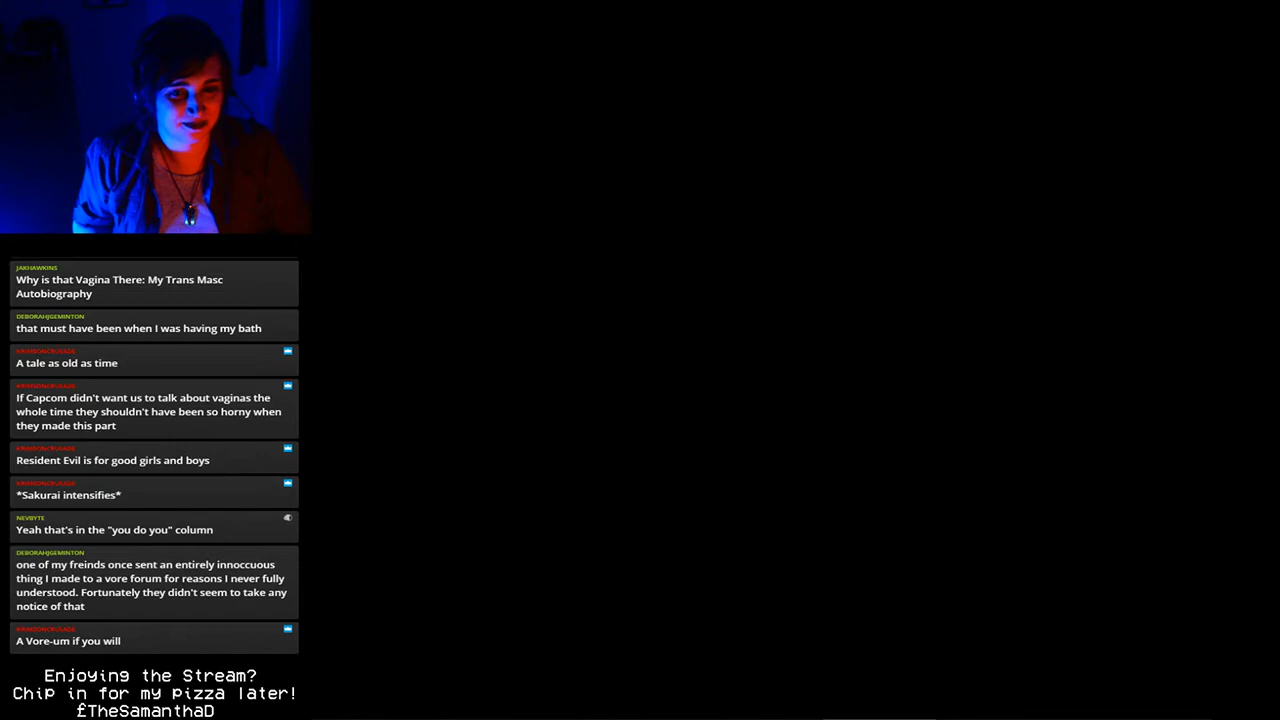 JAKHAWKINS
Why is that Vagina There: My Trans Masc
Autobiography
DEBORAHJGEMINTON
that must have been when I was having my bath
KRIMSONCRUSADE
A tale as old as time
KRIMSONCRUSADE
If Capcom didn't want us to talk about vaginas the
whole time they shouldn't have been so horny when
they made this part
KRIMSONCRUSADE
Resident Evil is for good girls and boys
KRIMSONCRUSADE
*Sakurai intensifies*
NEVBYTE
Yeah that's in the "you do you" column
DEBORAHJGEMINTON
one of my freinds once sent an entirely innoccuous
thing I made to a vore forum for reasons I never fully
understood. Fortunately they didn't seem to take any
notice of that
KRIMSONCRUSADE
A Vore-um if you will
Enjoying the Stream?
Chip in for my pizza later!
£TheSamanthaD